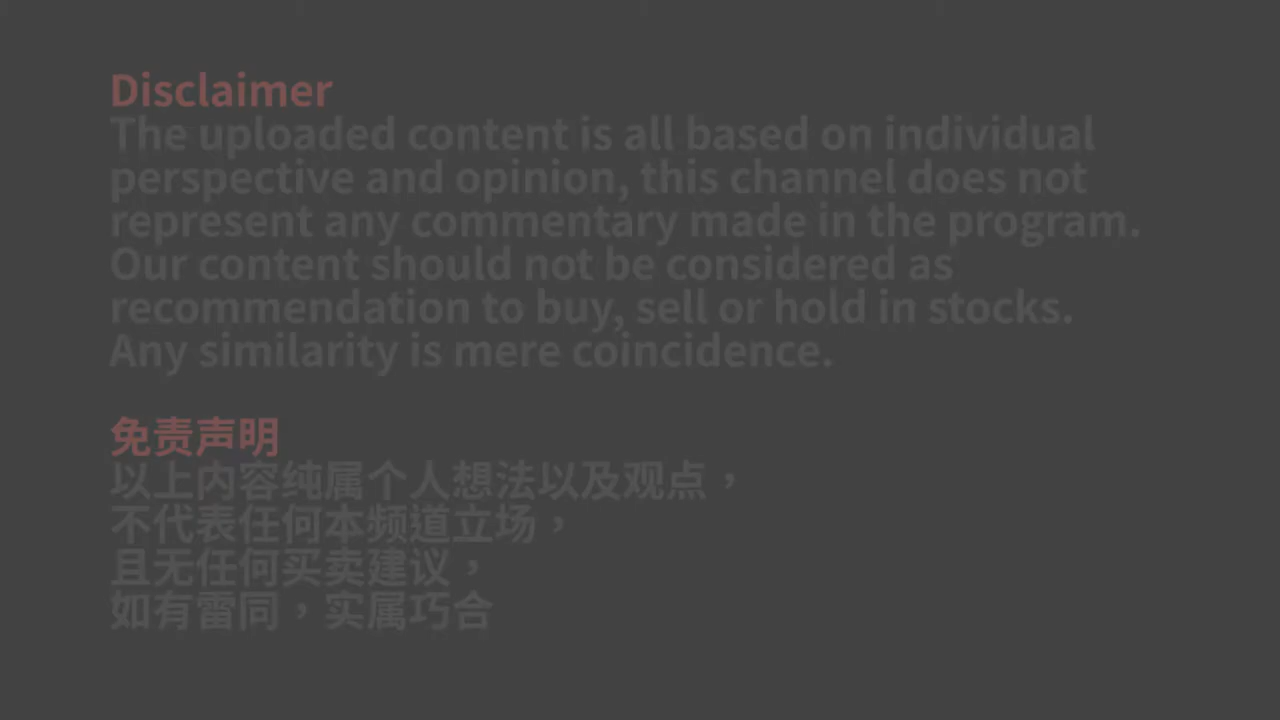 Disclaimer
The uploaded content is all based on individual
perspective and opinion, this channel does not
represent any commentary made in the program.
Our content should not be considered as
recommendation to buy, sell or hold in stocks.
Any similarity is mere coincidence.
免责声明
以上内容纯属个人想法以及观点，
不代表任何本频道立场，
且无任何买卖建议，
如有雷同，实属巧合